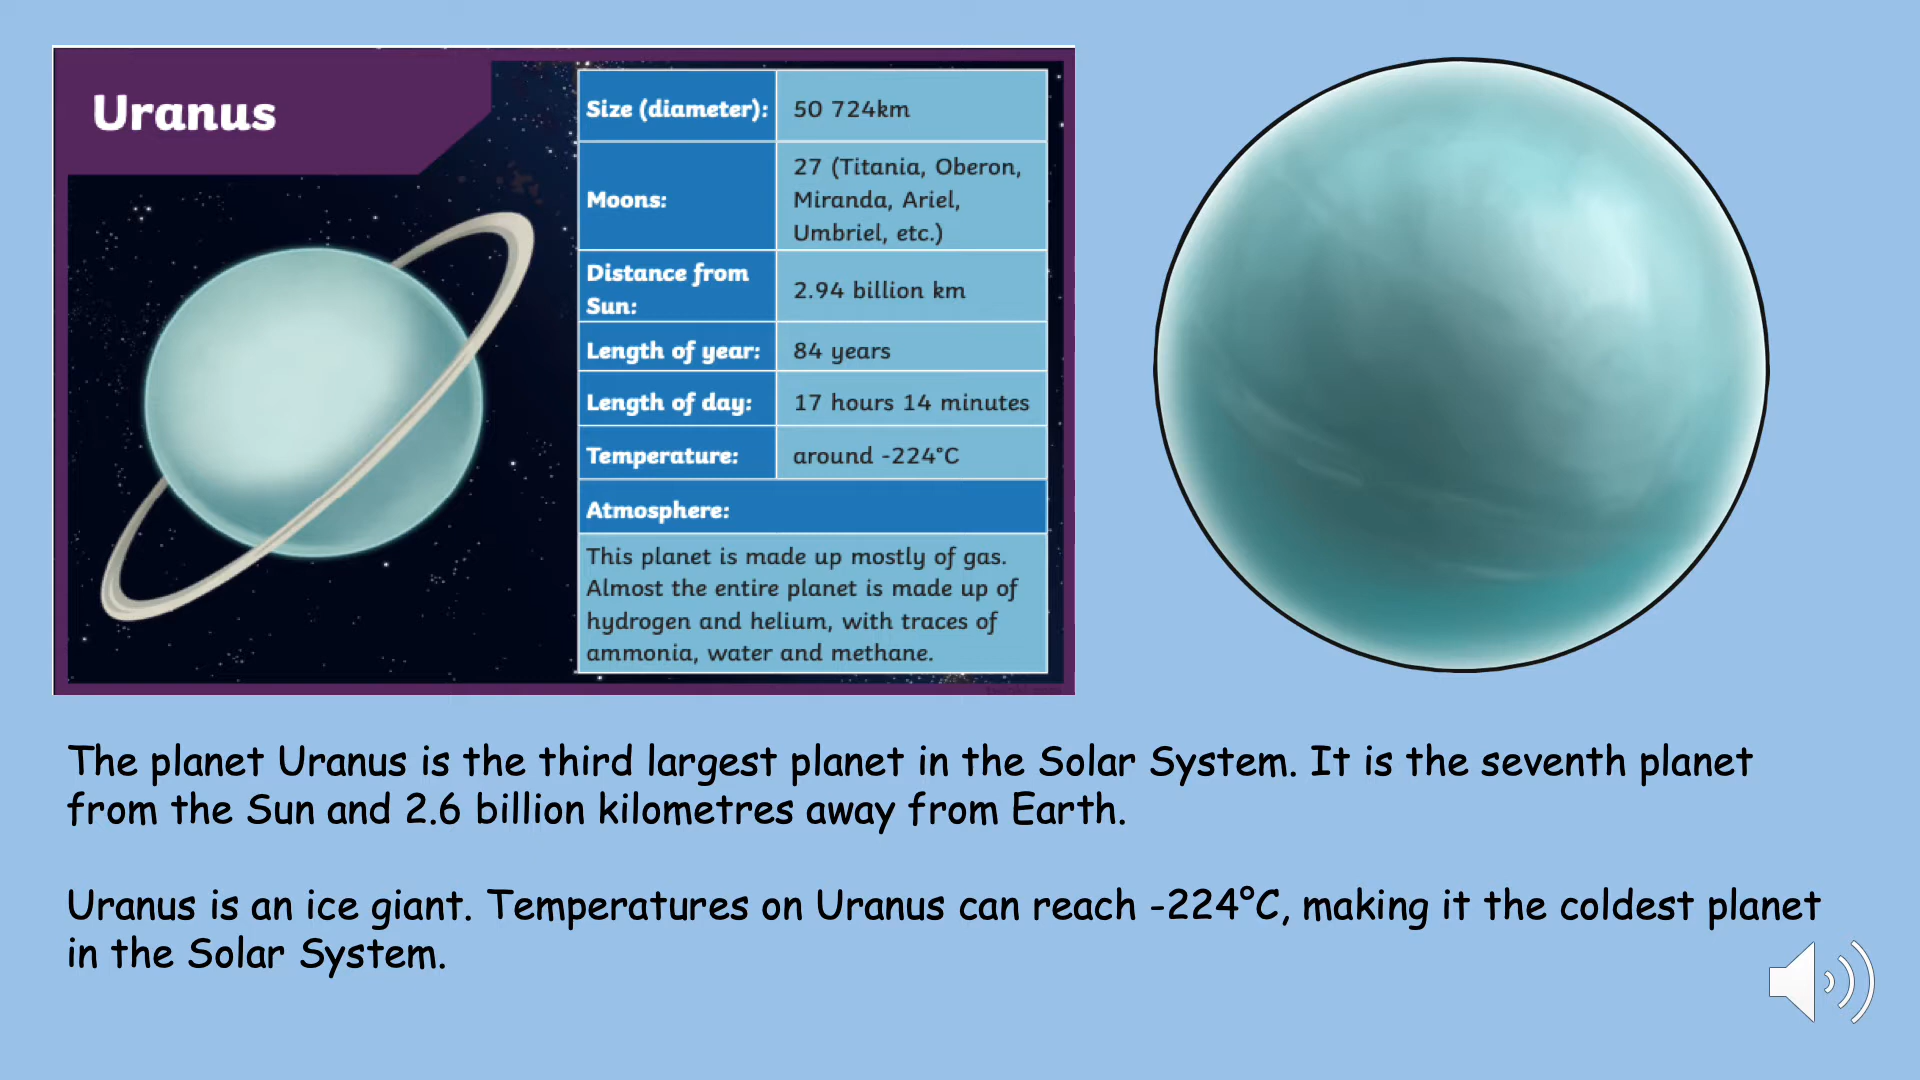 Uranus
Size (diameter): 50 724km
Moons: 27 (Titania, Oberon,
Miranda, Ariel,
Umbriel, etc.)
Distance from
Sun: 2.94 billion km
Length of year: 84 years
Length of day: 17 hours 14 minutes
Temperature: around -224°C
Atmosphere:
This planet is made up mostly of gas.
Almost the entire planet is made up of
hydrogen and helium, with traces of
ammonia, water and methane.
The planet Uranus is the third largest planet in the Solar System. It is the seventh planet
from the Sun and 2.6 billion kilometres away from Earth.
Uranus is an ice giant. Temperatures on Uranus can reach -224°C, making it the coldest planet
in the Solar System.